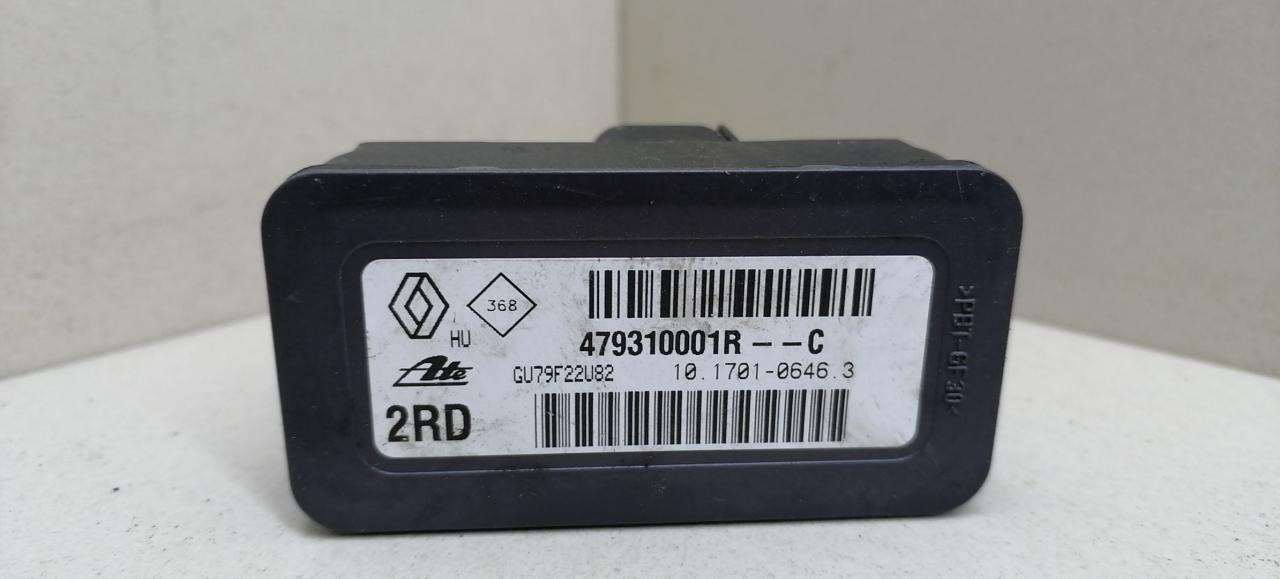 368
HU
479310001R -- C
Ate
GU79F22U82 10.1701-0646.3
2RD
>PBT-GF30<